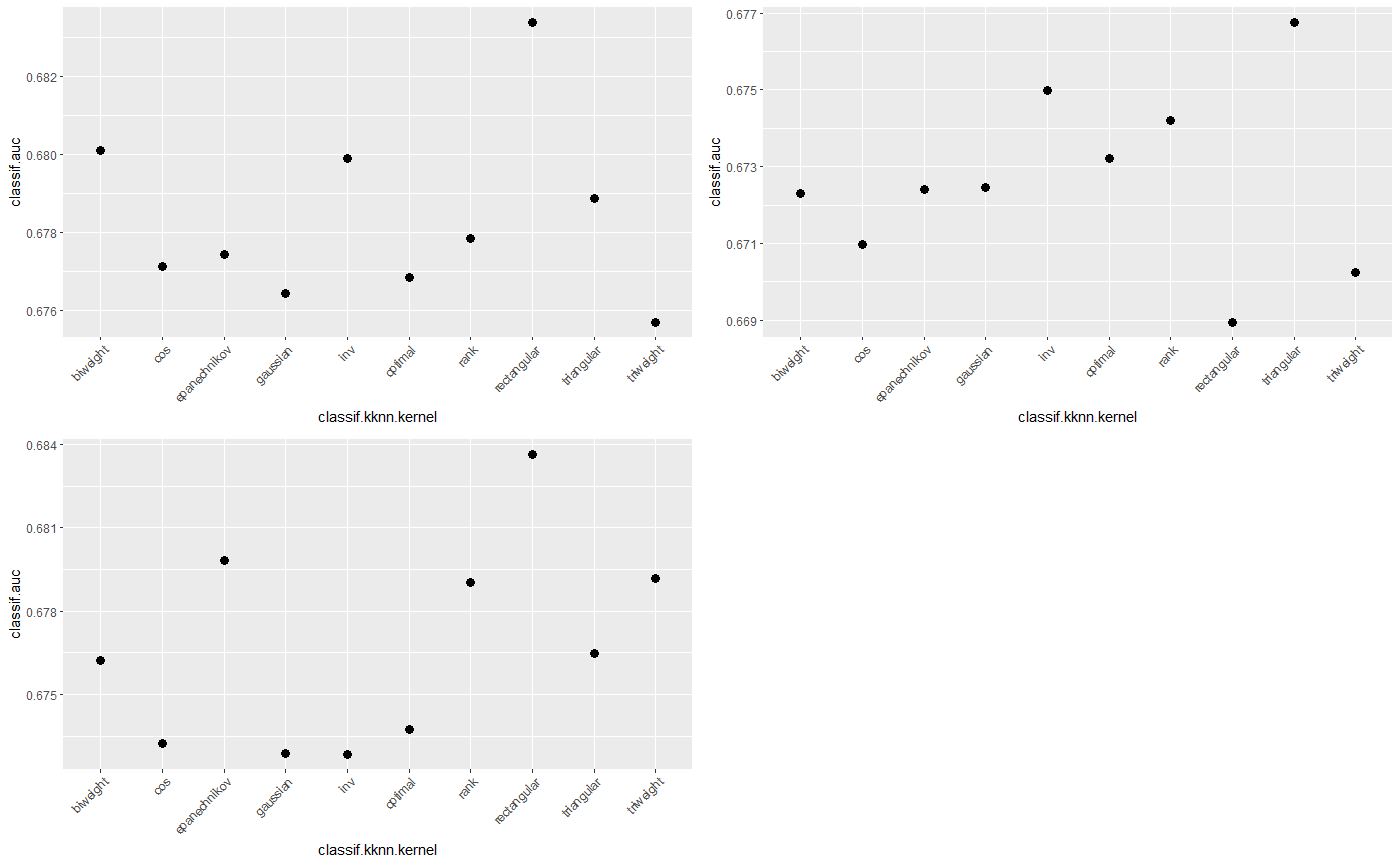 classif.auc
0.682
0.680
0.678
0.676
biweight
cos
epanechnikov
gaussian
inv
optimal
rank
rectangular
triangular
triweight
classif.kknn.kernel
classif.auc
0.677
0.675
0.673
0.671
0.669
biweight
cos
epanechnikov
gaussian
inv
optimal
rank
rectangular
triangular
triweight
classif.kknn.kernel
classif.auc
0.684
0.681
0.678
0.675
biweight
cos
epanechnikov
gaussian
inv
optimal
rank
rectangular
triangular
triweight
classif.kknn.kernel